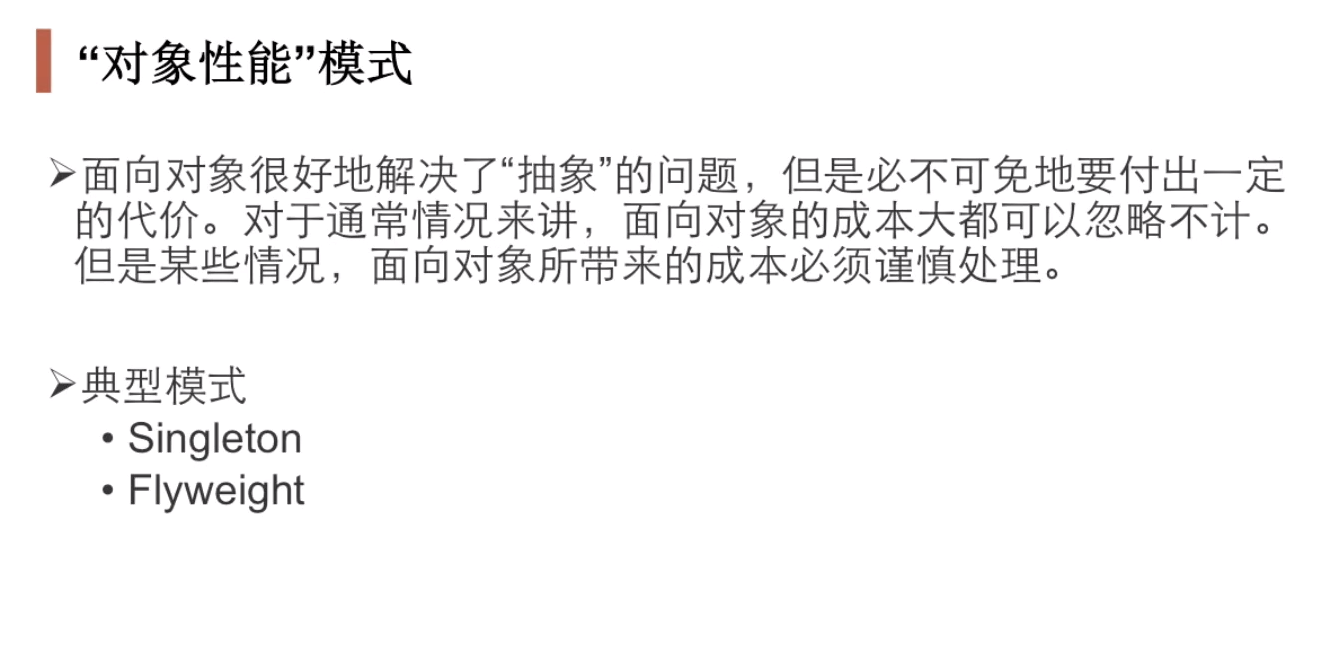 “对象性能”模式
➢面向对象很好地解决了“抽象”的问题，但是必不可免地要付出一定
的代价。对于通常情况来讲，面向对象的成本大都可以忽略不计。
但是某些情况，面向对象所带来的成本必须谨慎处理。
➢典型模式
• Singleton
• Flyweight